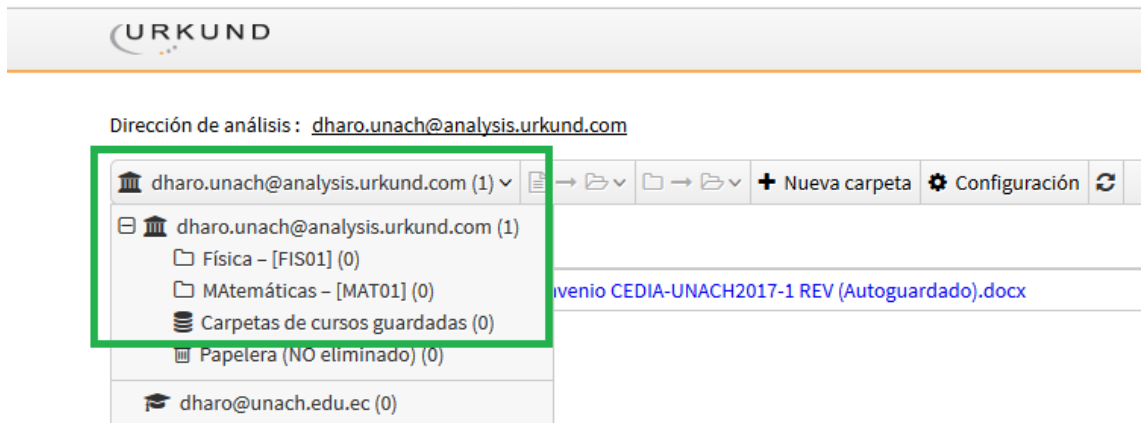 URKUND
Dirección de análisis : dharo.unach@analysis.urkund.com
dharo.unach@analysis.urkund.com (1) Nueva carpeta Configuración
dharo.unach@analysis.urkund.com (1)
Física – [FIS01] (0)
MAtemáticas – [MAT01] (0) venio CEDIA-UNACH2017-1 REV (Autoguardado).docx
Carpetas de cursos guardadas (0)
Papelera (NO eliminado) (0)
dharo@unach.edu.ec (0)